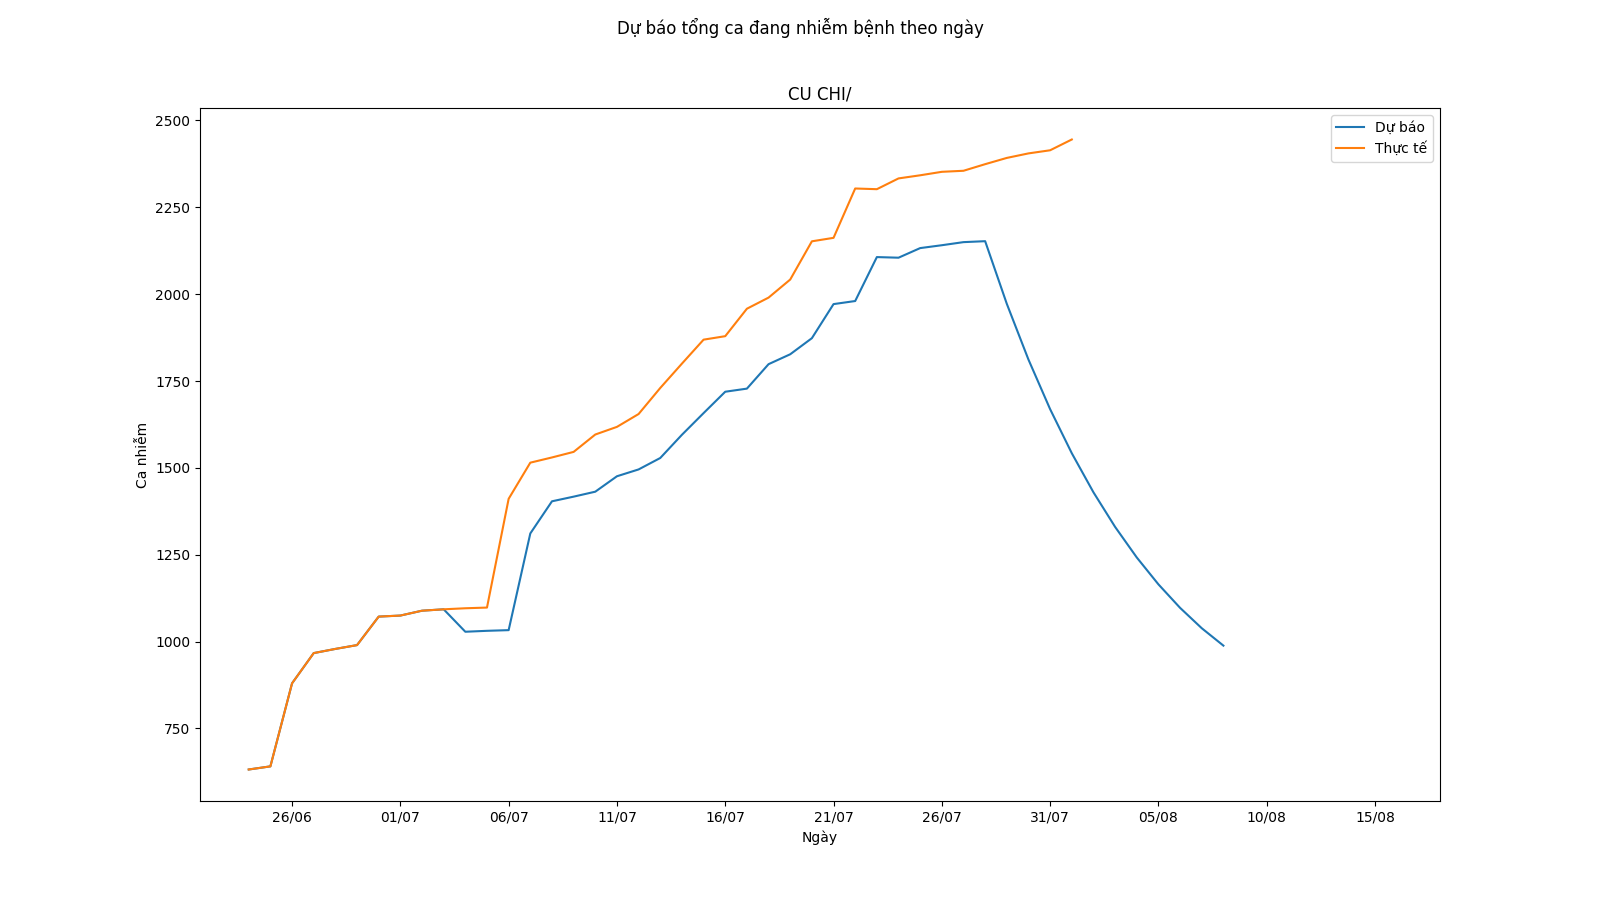 Dự báo tổng ca đang nhiễm bệnh theo ngày
CU CHI/
2500
2250
2000
1750
1500
1250
1000
750
Ca nhiễm
Dự báo
Thực tế
26/06 01/07 06/07 11/07 16/07 21/07 26/07 31/07 05/08 10/08 15/08
Ngày